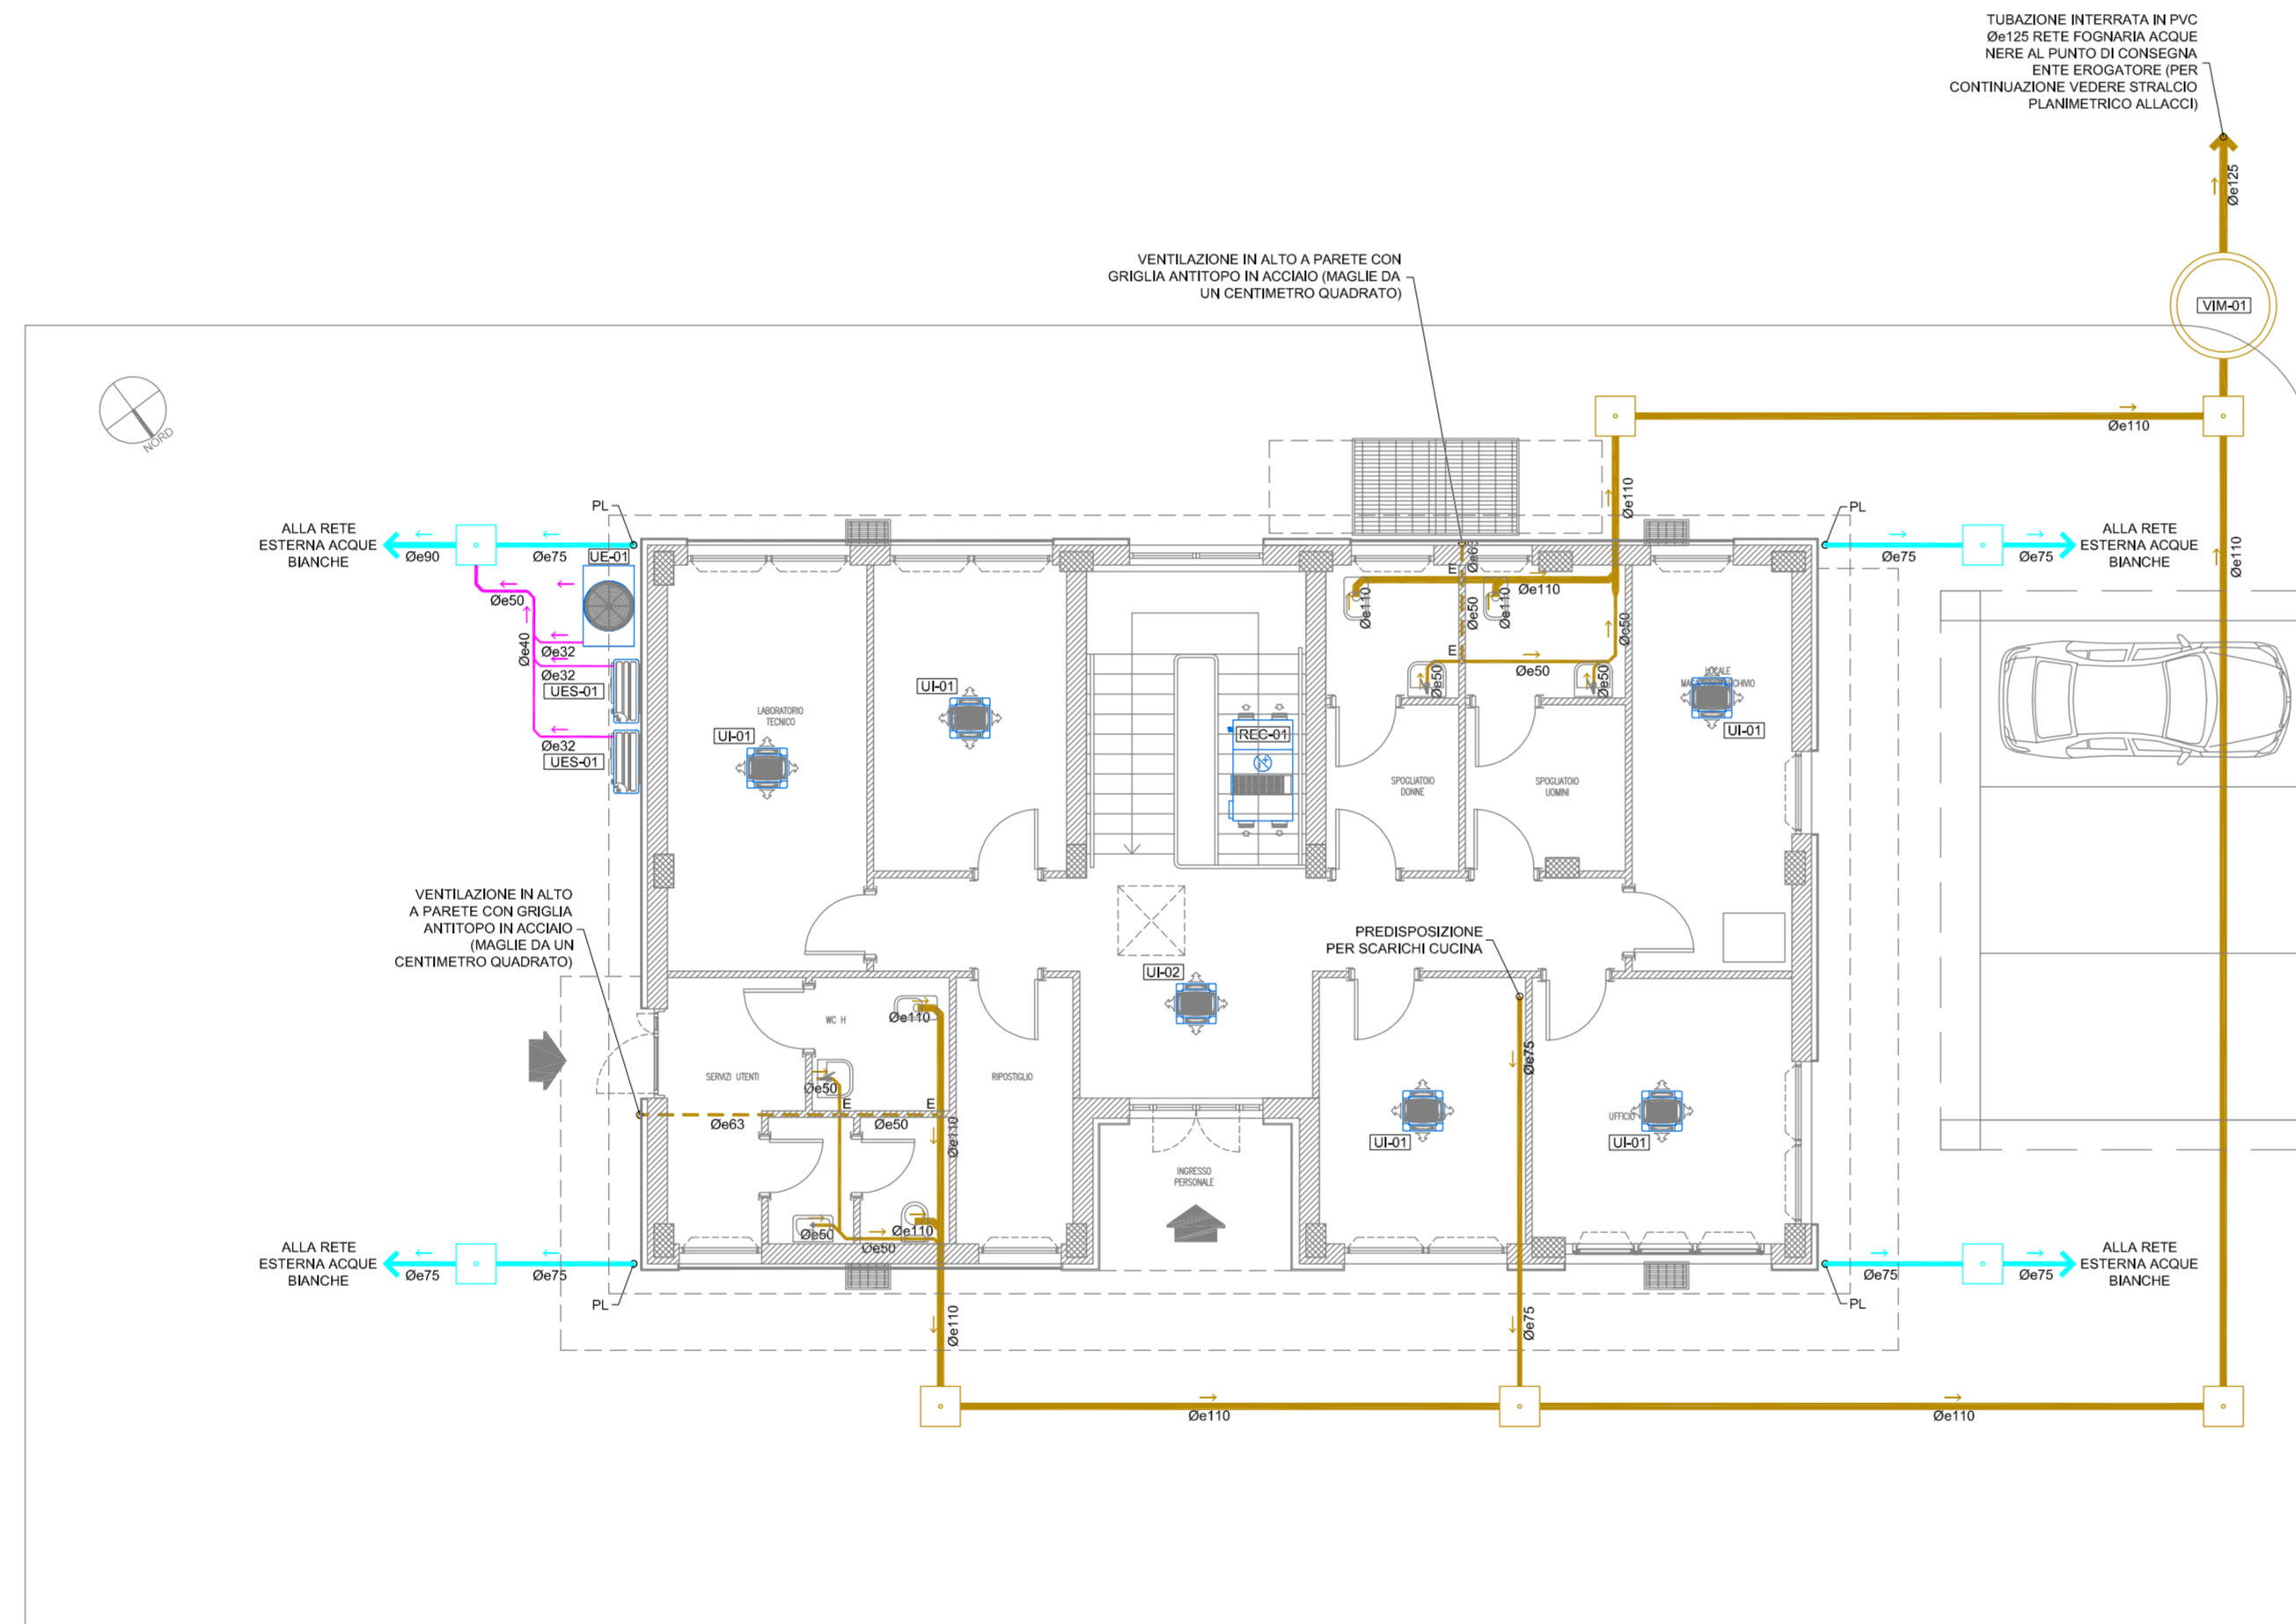 TUBAZIONE INTERRATA IN PVC
Øe125 RETE FOGNARIA ACQUE
NERE AL PUNTO DI CONSEGNA
ENTE EROGATORE (PER
CONTINUAZIONE VEDERE STRALCIO
PLANIMETRICO ALLACCI)
Øe125
VENTILAZIONE IN ALTO A PARETE CON
GRIGLIA ANTITOPO IN ACCIAIO (MAGLIE DA
UN CENTIMETRO QUADRATO)
VIM-01
NORD
Øe110
Øe110
Øe110
PL
ALLA RETE
ESTERNA ACQUE
BIANCHE
Øe90
Øe75
UE-01
PL
Øe75
Øe75
ALLA RETE
ESTERNA ACQUE
BIANCHE
Øe50
Øe40
Øe32
Øe32
UES-01
Øe32
UES-01
Øe63
E
Øe110
Øe50
Øe110
Øe110
Øe50
E
Øe50
Øe50
Øe50
LABORATORIO
TECNICO
UI-01
UI-01
REC-01
SPOGLIATOIO
DONNE
SPOGLIATOIO
UOMINI
LOCALE
UI-01
VENTILAZIONE IN ALTO
A PARETE CON GRIGLIA
ANTITOPO IN ACCIAIO
(MAGLIE DA UN
CENTIMETRO QUADRATO)
PREDISPOSIZIONE
PER SCARICHI CUCINA
UI-02
WC H
Øe110
SERVIZI UTENTI
Øe50
RIPOSTIGLIO
Øe75
E
E
Øe63
Øe50
Øe110
UI-01
UFFICIO
UI-01
INGRESSO
PERSONALE
Øe50
Øe110
Øe50
ALLA RETE
ESTERNA ACQUE
BIANCHE
Øe75
Øe75
PL
Øe110
Øe75
Øe75
Øe75
PL
ALLA RETE
ESTERNA ACQUE
BIANCHE
Øe110
Øe110